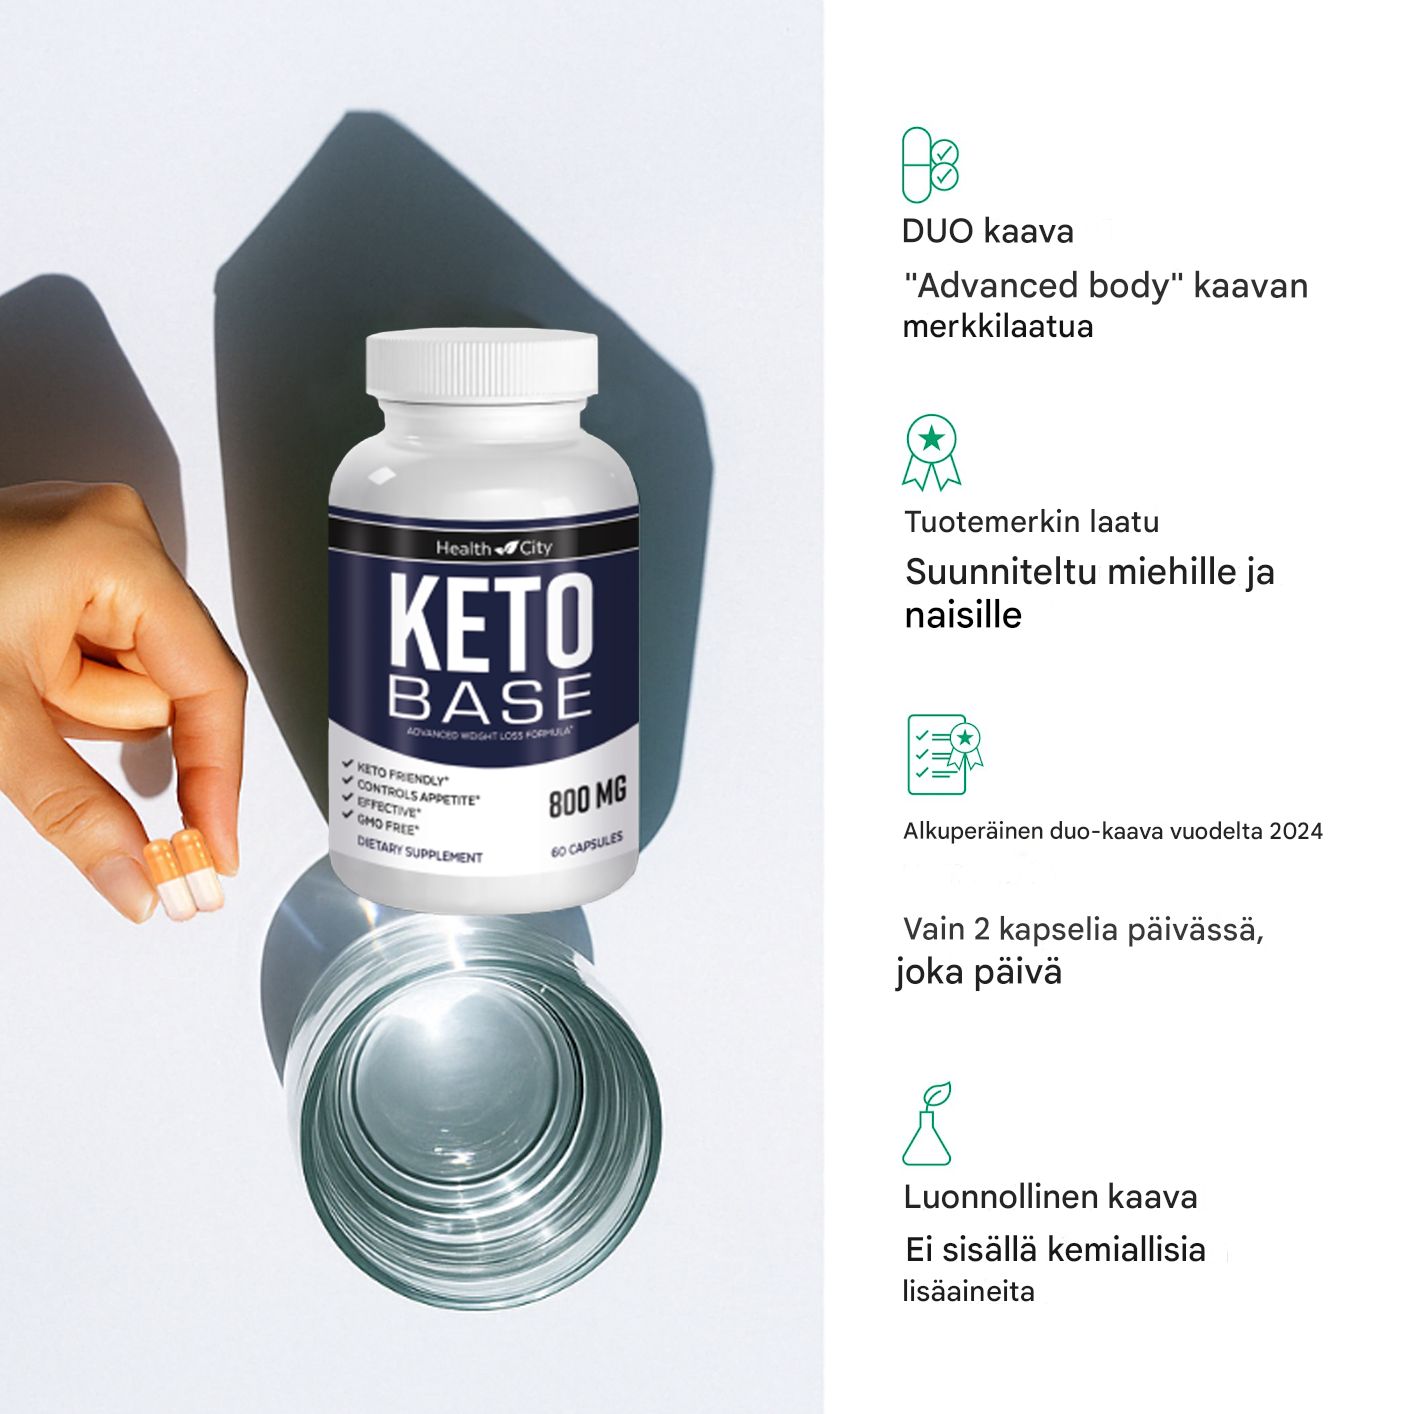 Health City
KETO
BASE
ADVANCED WEIGHT LOSS FORMULA*
KETO FRIENDLY*
CONTROLS APPETITE*
EFFECTIVE*
GMO FREE*
DIETARY SUPPLEMENT
800 MG
60 CAPSULES
DUO kaava
"Advanced body" kaavan
merkkilaatua
Tuotemerkin laatu
Suunniteltu miehille ja
naisille
Alkuperäinen duo-kaava vuodelta 2024
Vain 2 kapselia päivässä,
joka päivä
Luonnollinen kaava
Ei sisällä kemiallisia
lisäaineita